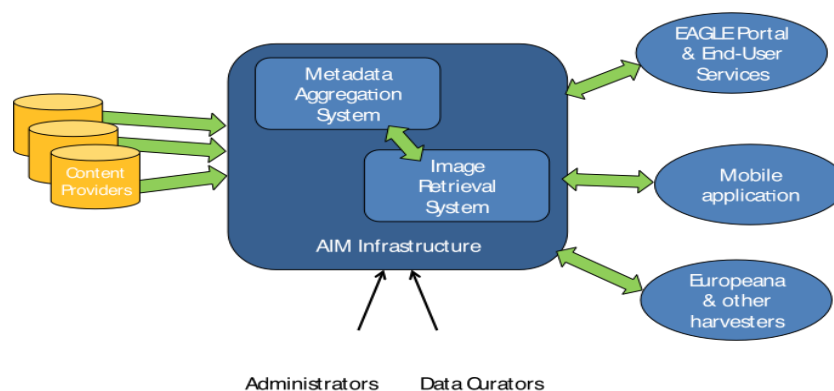 Content
Providers
Metadata
Aggregation
System
Image
Retrieval
System
AIM Infrastructure
EAGLE Portal
& End-User
Services
Mobile
application
Europeana
& other
harvesters
Administrators
Data Curators